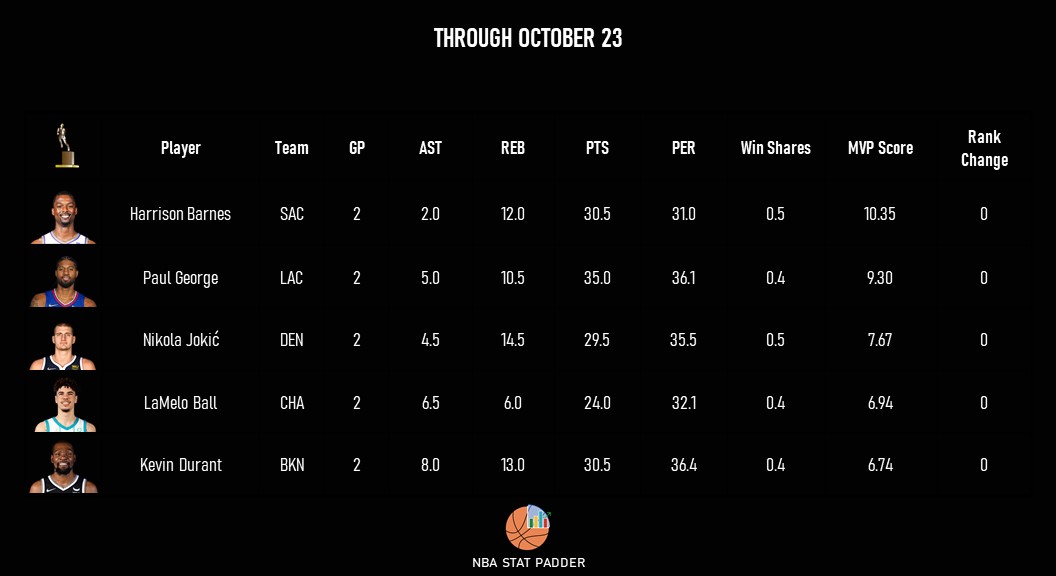 THROUGH OCTOBER 23
Player Team GP AST REB PTS PER Win Shares MVP Score Rank Change
Harrison Barnes SAC 2 2.0 12.0 30.5 31.0 0.5 10.35 0
Paul George LAC 2 5.0 10.5 35.0 36.1 0.4 9.30 0
Nikola Jokić DEN 2 4.5 14.5 29.5 35.5 0.5 7.67 0
LaMelo Ball CHA 2 6.5 6.0 24.0 32.1 0.4 6.94 0
Kevin Durant BKN 2 8.0 13.0 30.5 36.4 0.4 6.74 0
NBA STAT PADDER